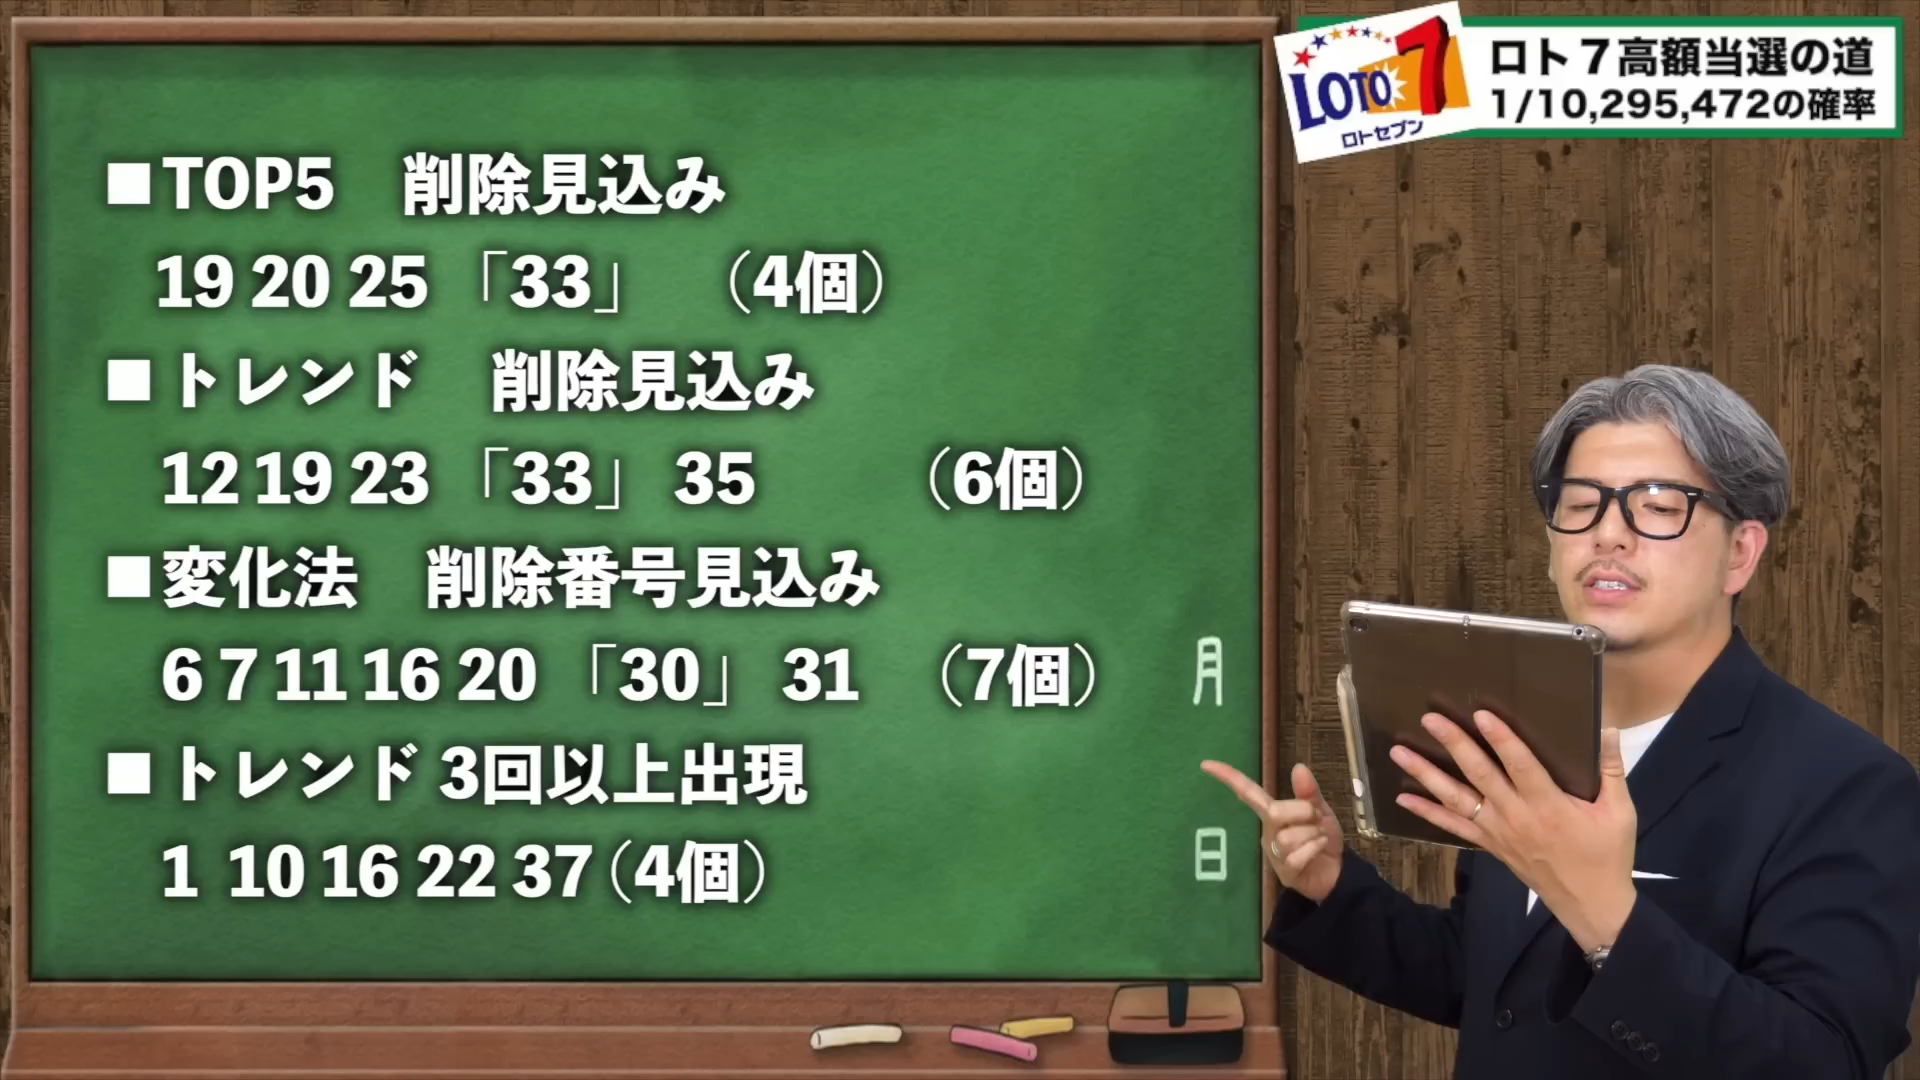 ■TOP5　削除見込み
19 20 25 「33」　（4個）
■トレンド　削除見込み
12 19 23 「33」 35　　（6個）
■変化法　削除番号見込み
6 7 11 16 20 「30」 31　（7個）
■トレンド 3回以上出現
1 10 16 22 37（4個）
月
日
LOTO 7
ロトセブン
ロト７高額当選の道
1/10,295,472の確率